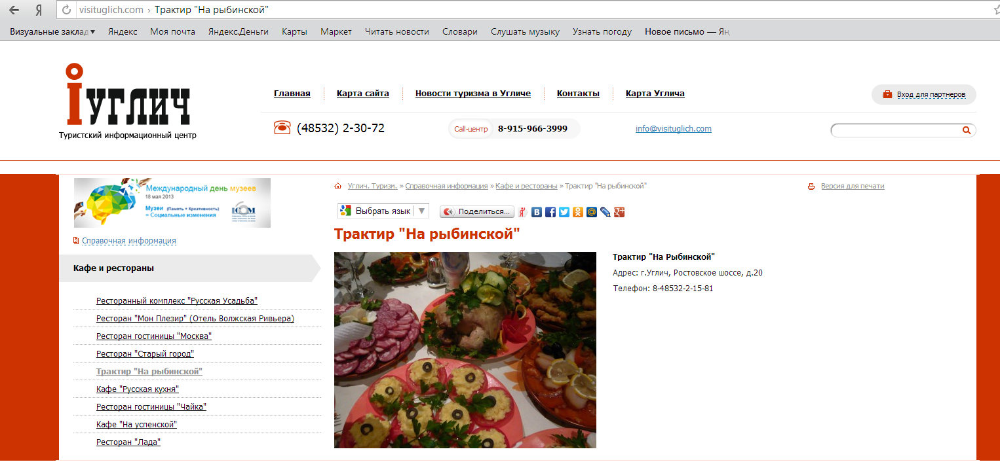 visituglich.com › Трактир "На рыбинской"
Визуальные заклад ▾ Яндекс Моя почта Яндекс.Деньги Карты Маркет Читать новости Словари Слушать музыку Узнать погоду Новое письмо — Ян
iуглич
Туристский информационный центр
Главная Карта сайта Новости туризма в Угличе Контакты Карта Углича
Вход для партнеров
(48532) 2-30-72 Call-центр 8-915-966-3999 info@visituglich.com
Международный день музеев
18 мая 2013
Музеи (Память + Креативность)
= Социальные изменения
ICOM
Справочная информация
Кафе и рестораны
Ресторанный комплекс "Русская Усадьба"
Ресторан "Мон Плезир" (Отель Волжская Ривьера)
Ресторан гостиницы "Москва"
Ресторан "Старый город"
Трактир "На рыбинской"
Кафе "Русская кухня"
Ресторан гостиницы "Чайка"
Кафе "На успенской"
Ресторан "Лада"
Углич. Туризм. » Справочная информация » Кафе и рестораны » Трактир "На рыбинской"
Версия для печати
Выбрать язык ▼ Поделиться...
Трактир "На рыбинской"
Трактир "На Рыбинской"
Адрес: г.Углич, Ростовское шоссе, д.20
Телефон: 8-48532-2-15-81